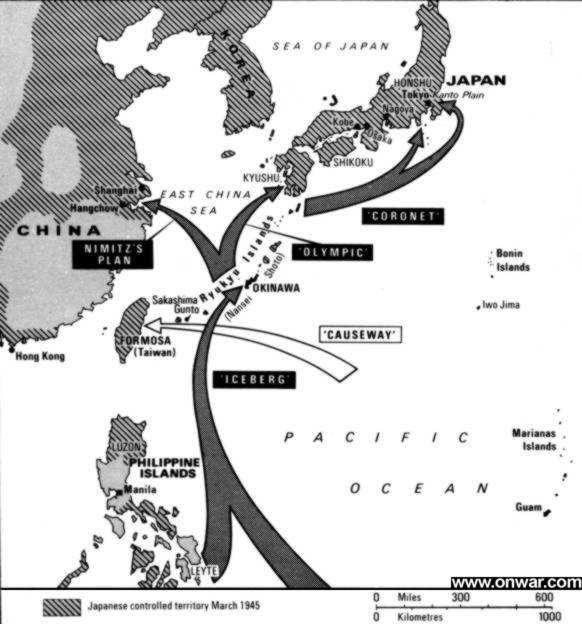 SEA OF JAPAN
KOREA
HONSHU
JAPAN
Tokyo
Kanto Plain
Nagoya
Kobe
Osaka
SHIKOKU
KYUSHU
Shanghai
Hangchow
EAST CHINA
SEA
CHINA
'CORONET'
NIMITZ'S
PLAN
'OLYMPIC'
Ryukyu Islands
(Nansei Shoto)
OKINAWA
Bonin
Islands
Iwo Jima
Sakashima
Gunto
FORMOSA
(Taiwan)
Hong Kong
'CAUSEWAY'
'ICEBERG'
PACIFIC
OCEAN
Marianas
Islands
Guam
LUZON
PHILIPPINE
ISLANDS
Manila
LEYTE
www.onwar.com
Japanese controlled territory March 1945
0 Miles 300 600
0 Kilometres 1000